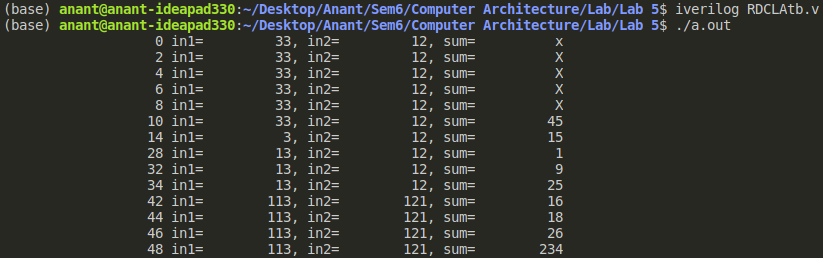 (base) anant@anant-ideapad330:~/Desktop/Anant/Sem6/Computer Architecture/Lab/Lab 5$ iverilog RDCLAtb.v
(base) anant@anant-ideapad330:~/Desktop/Anant/Sem6/Computer Architecture/Lab/Lab 5$ ./a.out
                   0 in1=         33, in2=         12, sum=          x
                   2 in1=         33, in2=         12, sum=          X
                   4 in1=         33, in2=         12, sum=          X
                   6 in1=         33, in2=         12, sum=          X
                   8 in1=         33, in2=         12, sum=          X
                  10 in1=         33, in2=         12, sum=         45
                  14 in1=          3, in2=         12, sum=         15
                  28 in1=         13, in2=         12, sum=          1
                  32 in1=         13, in2=         12, sum=          9
                  34 in1=         13, in2=         12, sum=         25
                  42 in1=        113, in2=        121, sum=         16
                  44 in1=        113, in2=        121, sum=         18
                  46 in1=        113, in2=        121, sum=         26
                  48 in1=        113, in2=        121, sum=        234